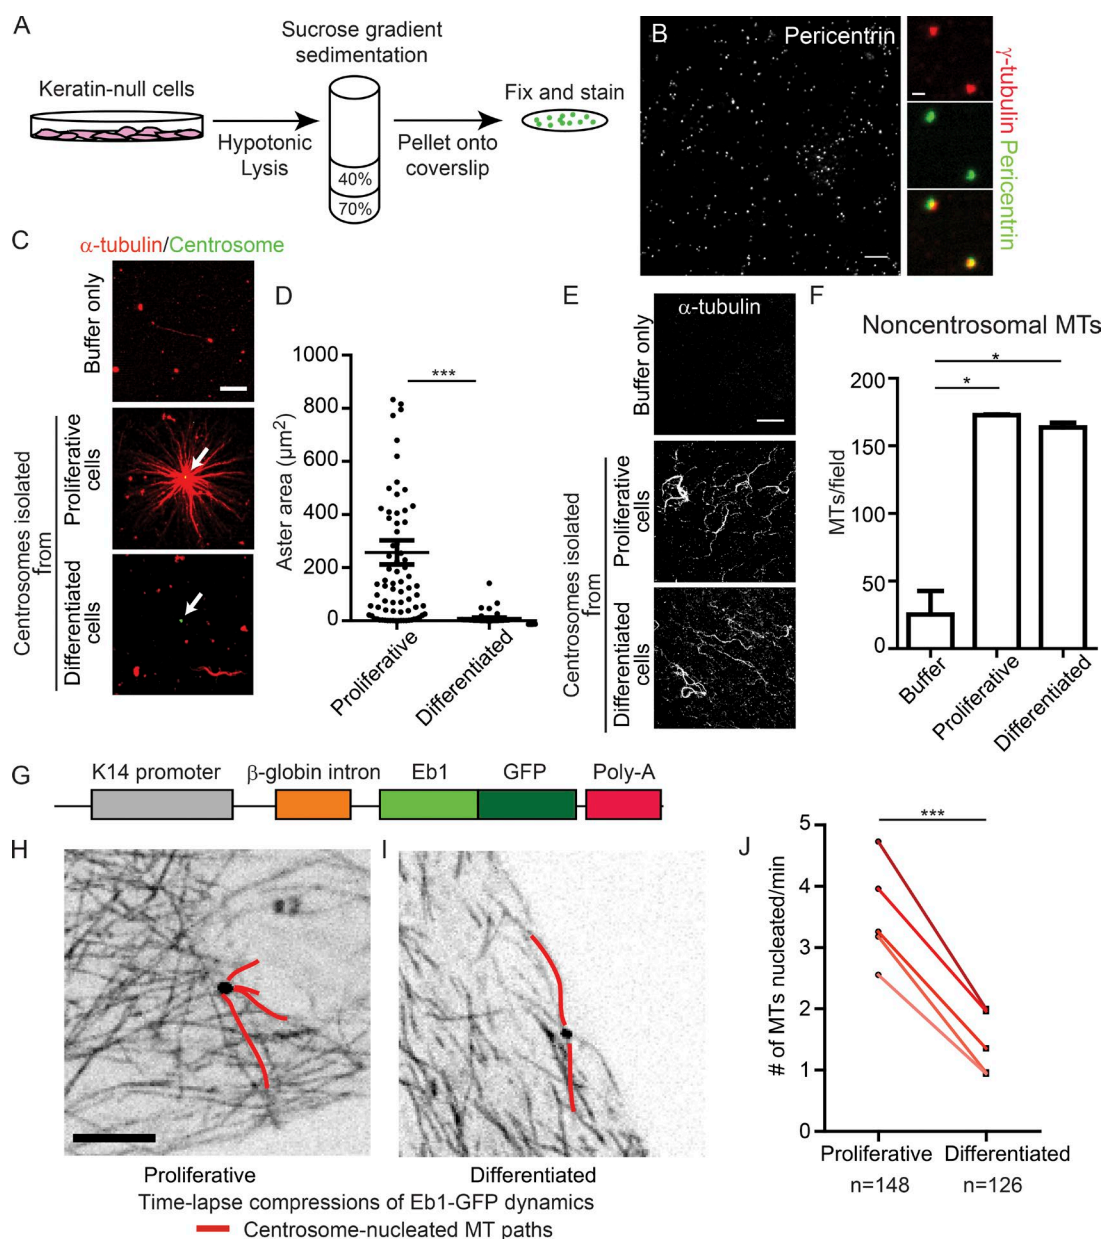 A
Keratin-null cells
Hypotonic
Lysis
Sucrose gradient
sedimentation
40%
70%
Pellet onto
coverslip
Fix and stain
B
Pericentrin
γ-tubulin Pericentrin
C
α-tubulin/Centrosome
Buffer only
Centrosomes isolated
from
Proliferative
cells
Differentiated
cells
D
Aster area (µm²)
1000
800
600
400
200
0
***
Proliferative
Differentiated
E
α-tubulin
Buffer only
Centrosomes isolated
from
Proliferative
cells
Differentiated
cells
F
Noncentrosomal MTs
MTs/field
200
150
100
50
0
*
*
Buffer
Proliferative
Differentiated
G
K14 promoter
β-globin intron
Eb1
GFP
Poly-A
H
Proliferative
I
Differentiated
Time-lapse compressions of Eb1-GFP dynamics
Centrosome-nucleated MT paths
J
# of MTs nucleated/min
5
4
3
2
1
0
***
Proliferative
n=148
Differentiated
n=126